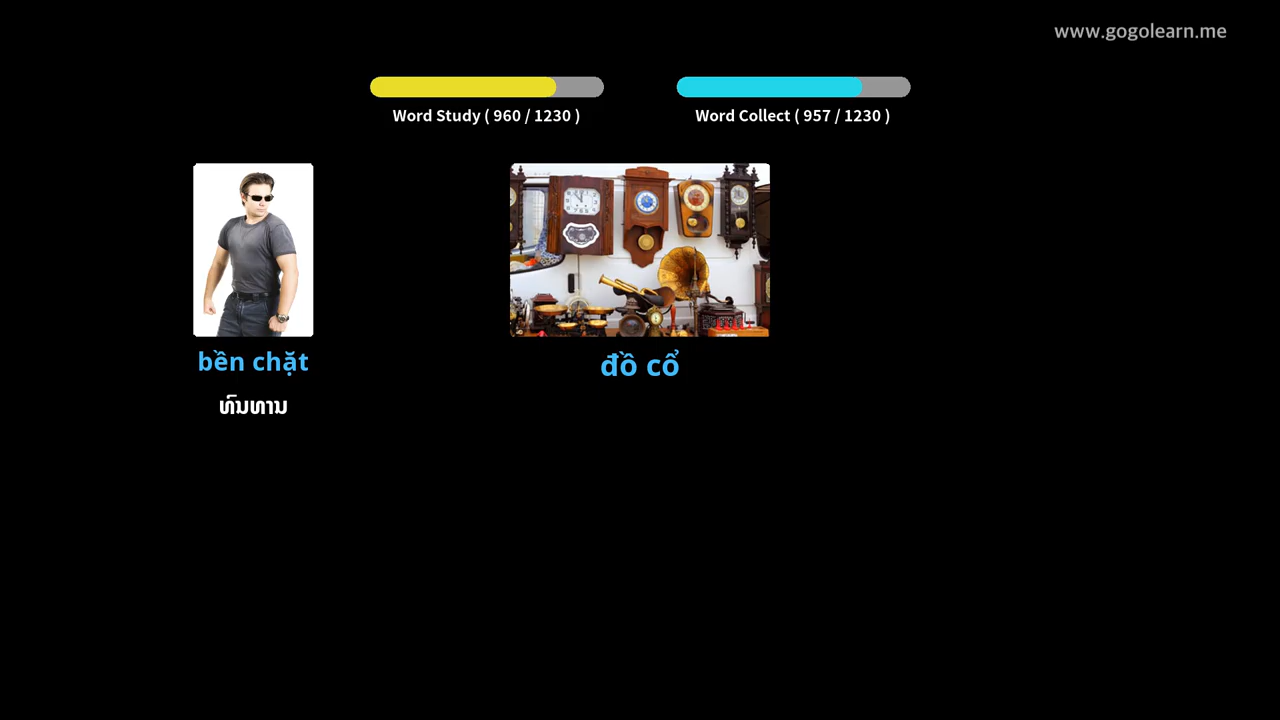 www.gogolearn.me
Word Study ( 960 / 1230 )
Word Collect ( 957 / 1230 )
bền chặt
ທົນທານ
đồ cổ